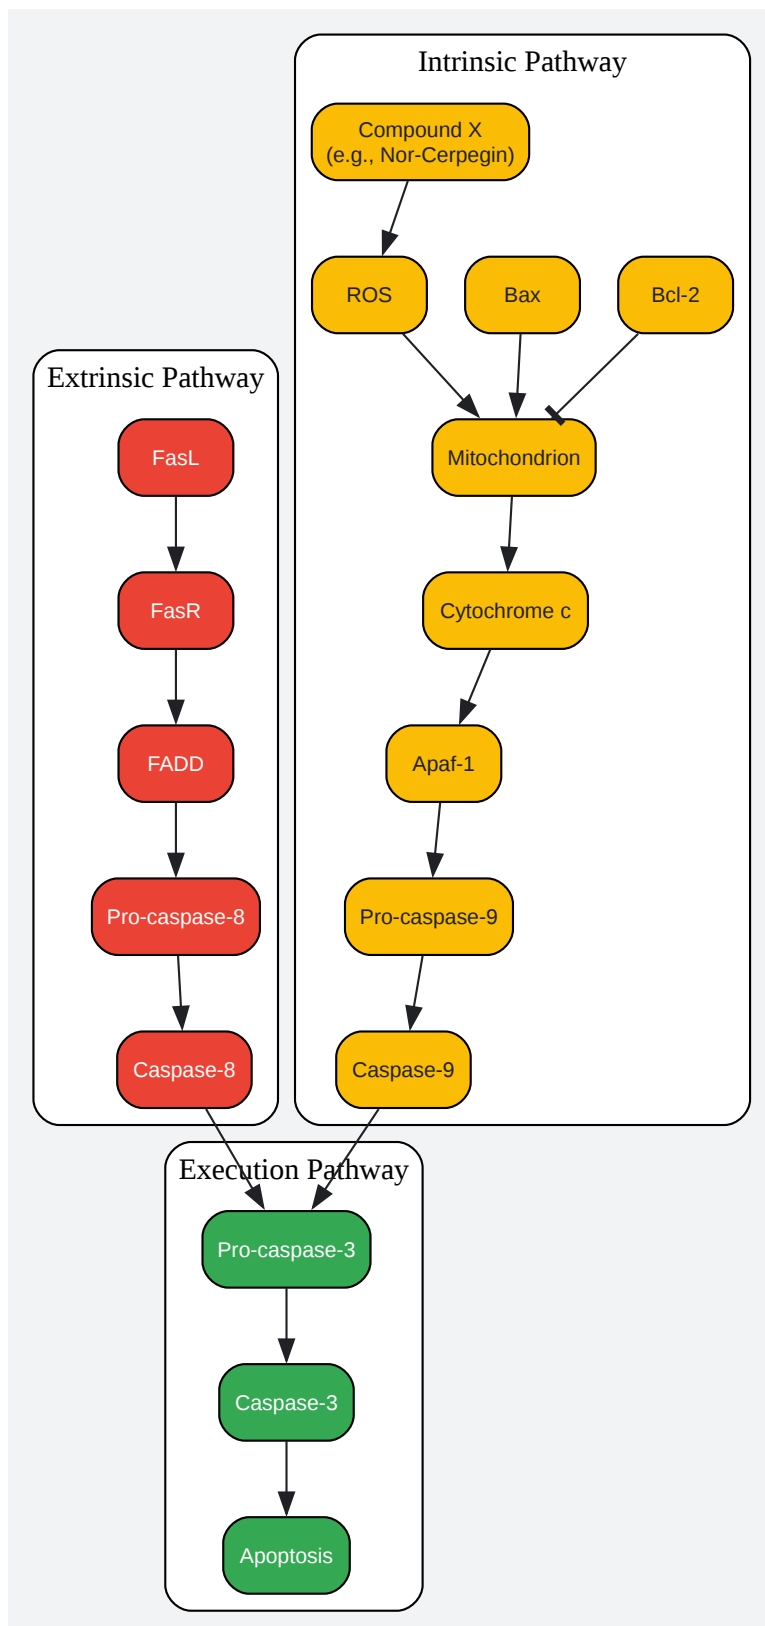 Intrinsic Pathway
Compound X
(e.g., Nor-Cerpegin)
ROS
Bax
Bcl-2
Mitochondrion
Cytochrome c
Apaf-1
Pro-caspase-9
Caspase-9
Extrinsic Pathway
FasL
FasR
FADD
Pro-caspase-8
Caspase-8
Execution Pathway
Pro-caspase-3
Caspase-3
Apoptosis